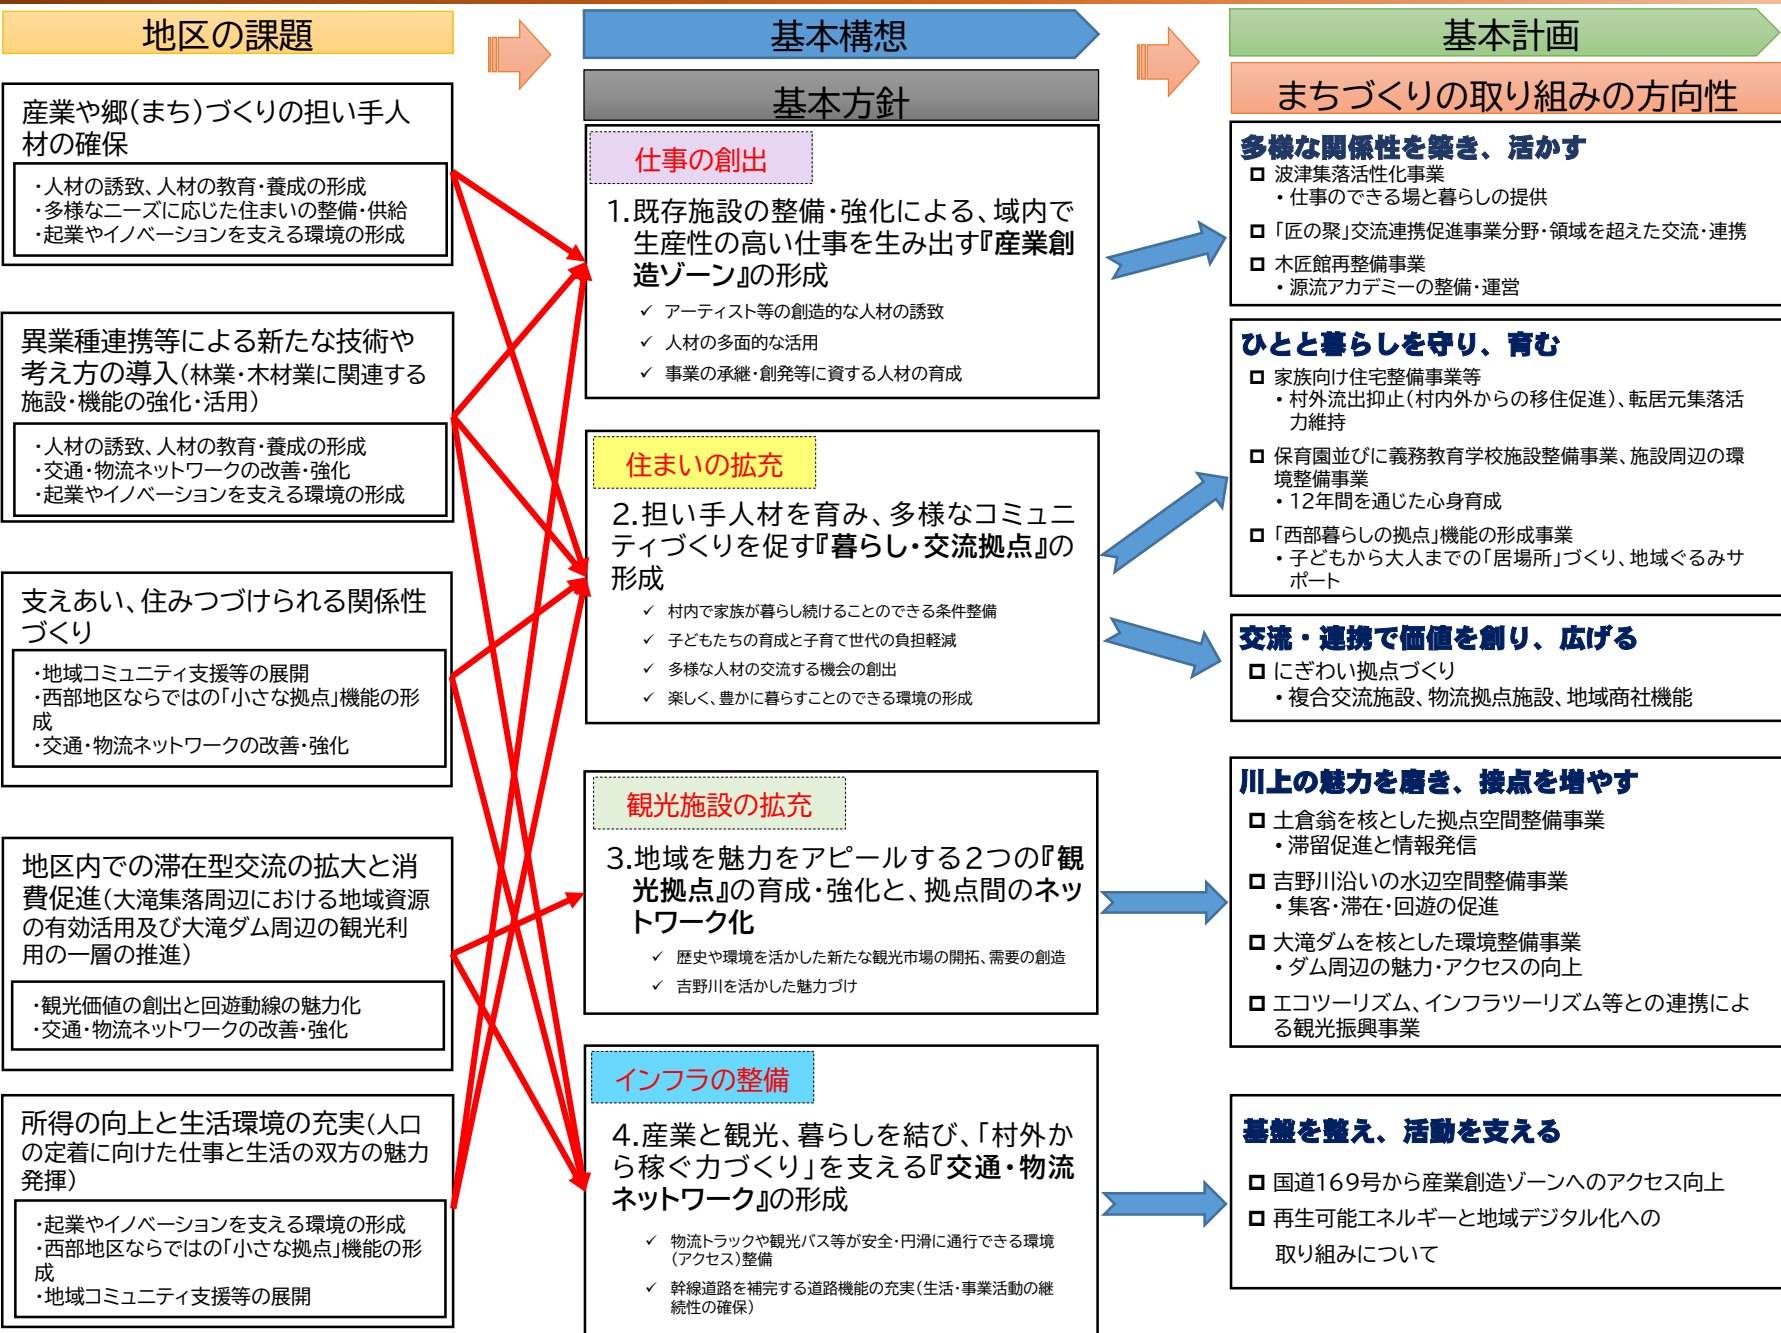 地区の課題
産業や郷(まち)づくりの担い手人
材の確保
・人材の誘致、人材の教育・養成の形成
・多様なニーズに応じた住まいの整備・供給
・起業やイノベーションを支える環境の形成
異業種連携等による新たな技術や
考え方の導入(林業・木材業に関連する
施設・機能の強化・活用)
・人材の誘致、人材の教育・養成の形成
・交通・物流ネットワークの改善・強化
・起業やイノベーションを支える環境の形成
支えあい、住みつづけられる関係性
づくり
・地域コミュニティ支援等の展開
・西部地区ならではの「小さな拠点」機能の形
成
・交通・物流ネットワークの改善・強化
地区内での滞在型交流の拡大と消
費促進(大滝集落周辺における地域資源
の有効活用及び大滝ダム周辺の観光利
用の一層の推進)
・観光価値の創出と回遊動線の魅力化
・交通・物流ネットワークの改善・強化
所得の向上と生活環境の充実(人口
の定着に向けた仕事と生活の双方の魅力
発揮)
・起業やイノベーションを支える環境の形成
・西部地区ならではの「小さな拠点」機能の形
成
・地域コミュニティ支援等の展開
基本構想
基本方針
仕事の創出
1.既存施設の整備・強化による、域内で
生産性の高い仕事を生み出す『産業創
造ゾーン』の形成
✓ アーティスト等の創造的な人材の誘致
✓ 人材の多面的な活用
✓ 事業の承継・創発等に資する人材の育成
住まいの拡充
2.担い手人材を育み、多様なコミュニ
ティづくりを促す『暮らし・交流拠点』の
形成
✓ 村内で家族が暮らし続けることのできる条件整備
✓ 子どもたちの育成と子育て世代の負担軽減
✓ 多様な人材の交流する機会の創出
✓ 楽しく、豊かに暮らすことのできる環境の形成
観光施設の拡充
3.地域を魅力をアピールする2つの『観
光拠点』の育成・強化と、拠点間のネッ
トワーク化
✓ 歴史や環境を活かした新たな観光市場の開拓、需要の創造
✓ 吉野川を活かした魅力づけ
インフラの整備
4.産業と観光、暮らしを結び、「村外か
ら稼ぐ力づくり」を支える『交通・物流
ネットワーク』の形成
✓ 物流トラックや観光バス等が安全・円滑に通行できる環境
(アクセス)整備
✓ 幹線道路を補完する道路機能の充実(生活・事業活動の継
続性の確保)
基本計画
まちづくりの取り組みの方向性
多様な関係性を築き、活かす
波津集落活性化事業
・仕事のできる場と暮らしの提供
「匠の聚」交流連携促進事業分野・領域を超えた交流・連携
木匠館再整備事業
・源流アカデミーの整備・運営
ひとと暮らしを守り、育む
家族向け住宅整備事業等
・村外流出抑止(村内外からの移住促進)、転居元集落活
力維持
保育園並びに義務教育学校施設整備事業、施設周辺の環
境整備事業
・12年間を通じた心身育成
「西部暮らしの拠点」機能の形成事業
・子どもから大人までの「居場所」づくり、地域ぐるみサ
ポート
交流・連携で価値を創り、広げる
にぎわい拠点づくり
・複合交流施設、物流拠点施設、地域商社機能
川上の魅力を磨き、接点を増やす
土倉翁を核とした拠点空間整備事業
・滞留促進と情報発信
吉野川沿いの水辺空間整備事業
・集客・滞在・回遊の促進
大滝ダムを核とした環境整備事業
・ダム周辺の魅力・アクセスの向上
エコツーリズム、インフラツーリズム等との連携によ
る観光振興事業
基盤を整え、活動を支える
国道169号から産業創造ゾーンへのアクセス向上
再生可能エネルギーと地域デジタル化への
取り組みについて